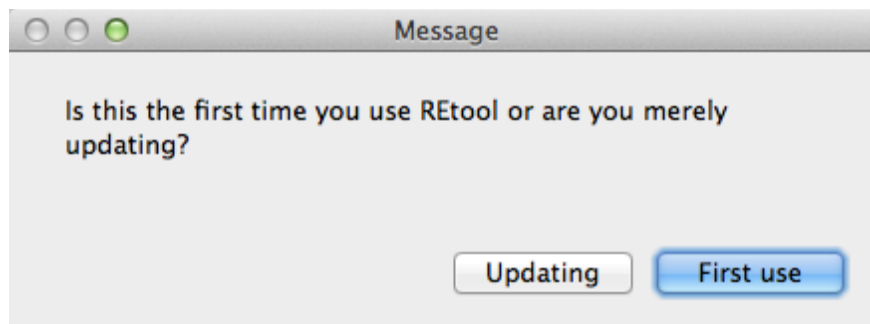 Message
Is this the first time you use REtool or are you merely
updating?
Updating
First use